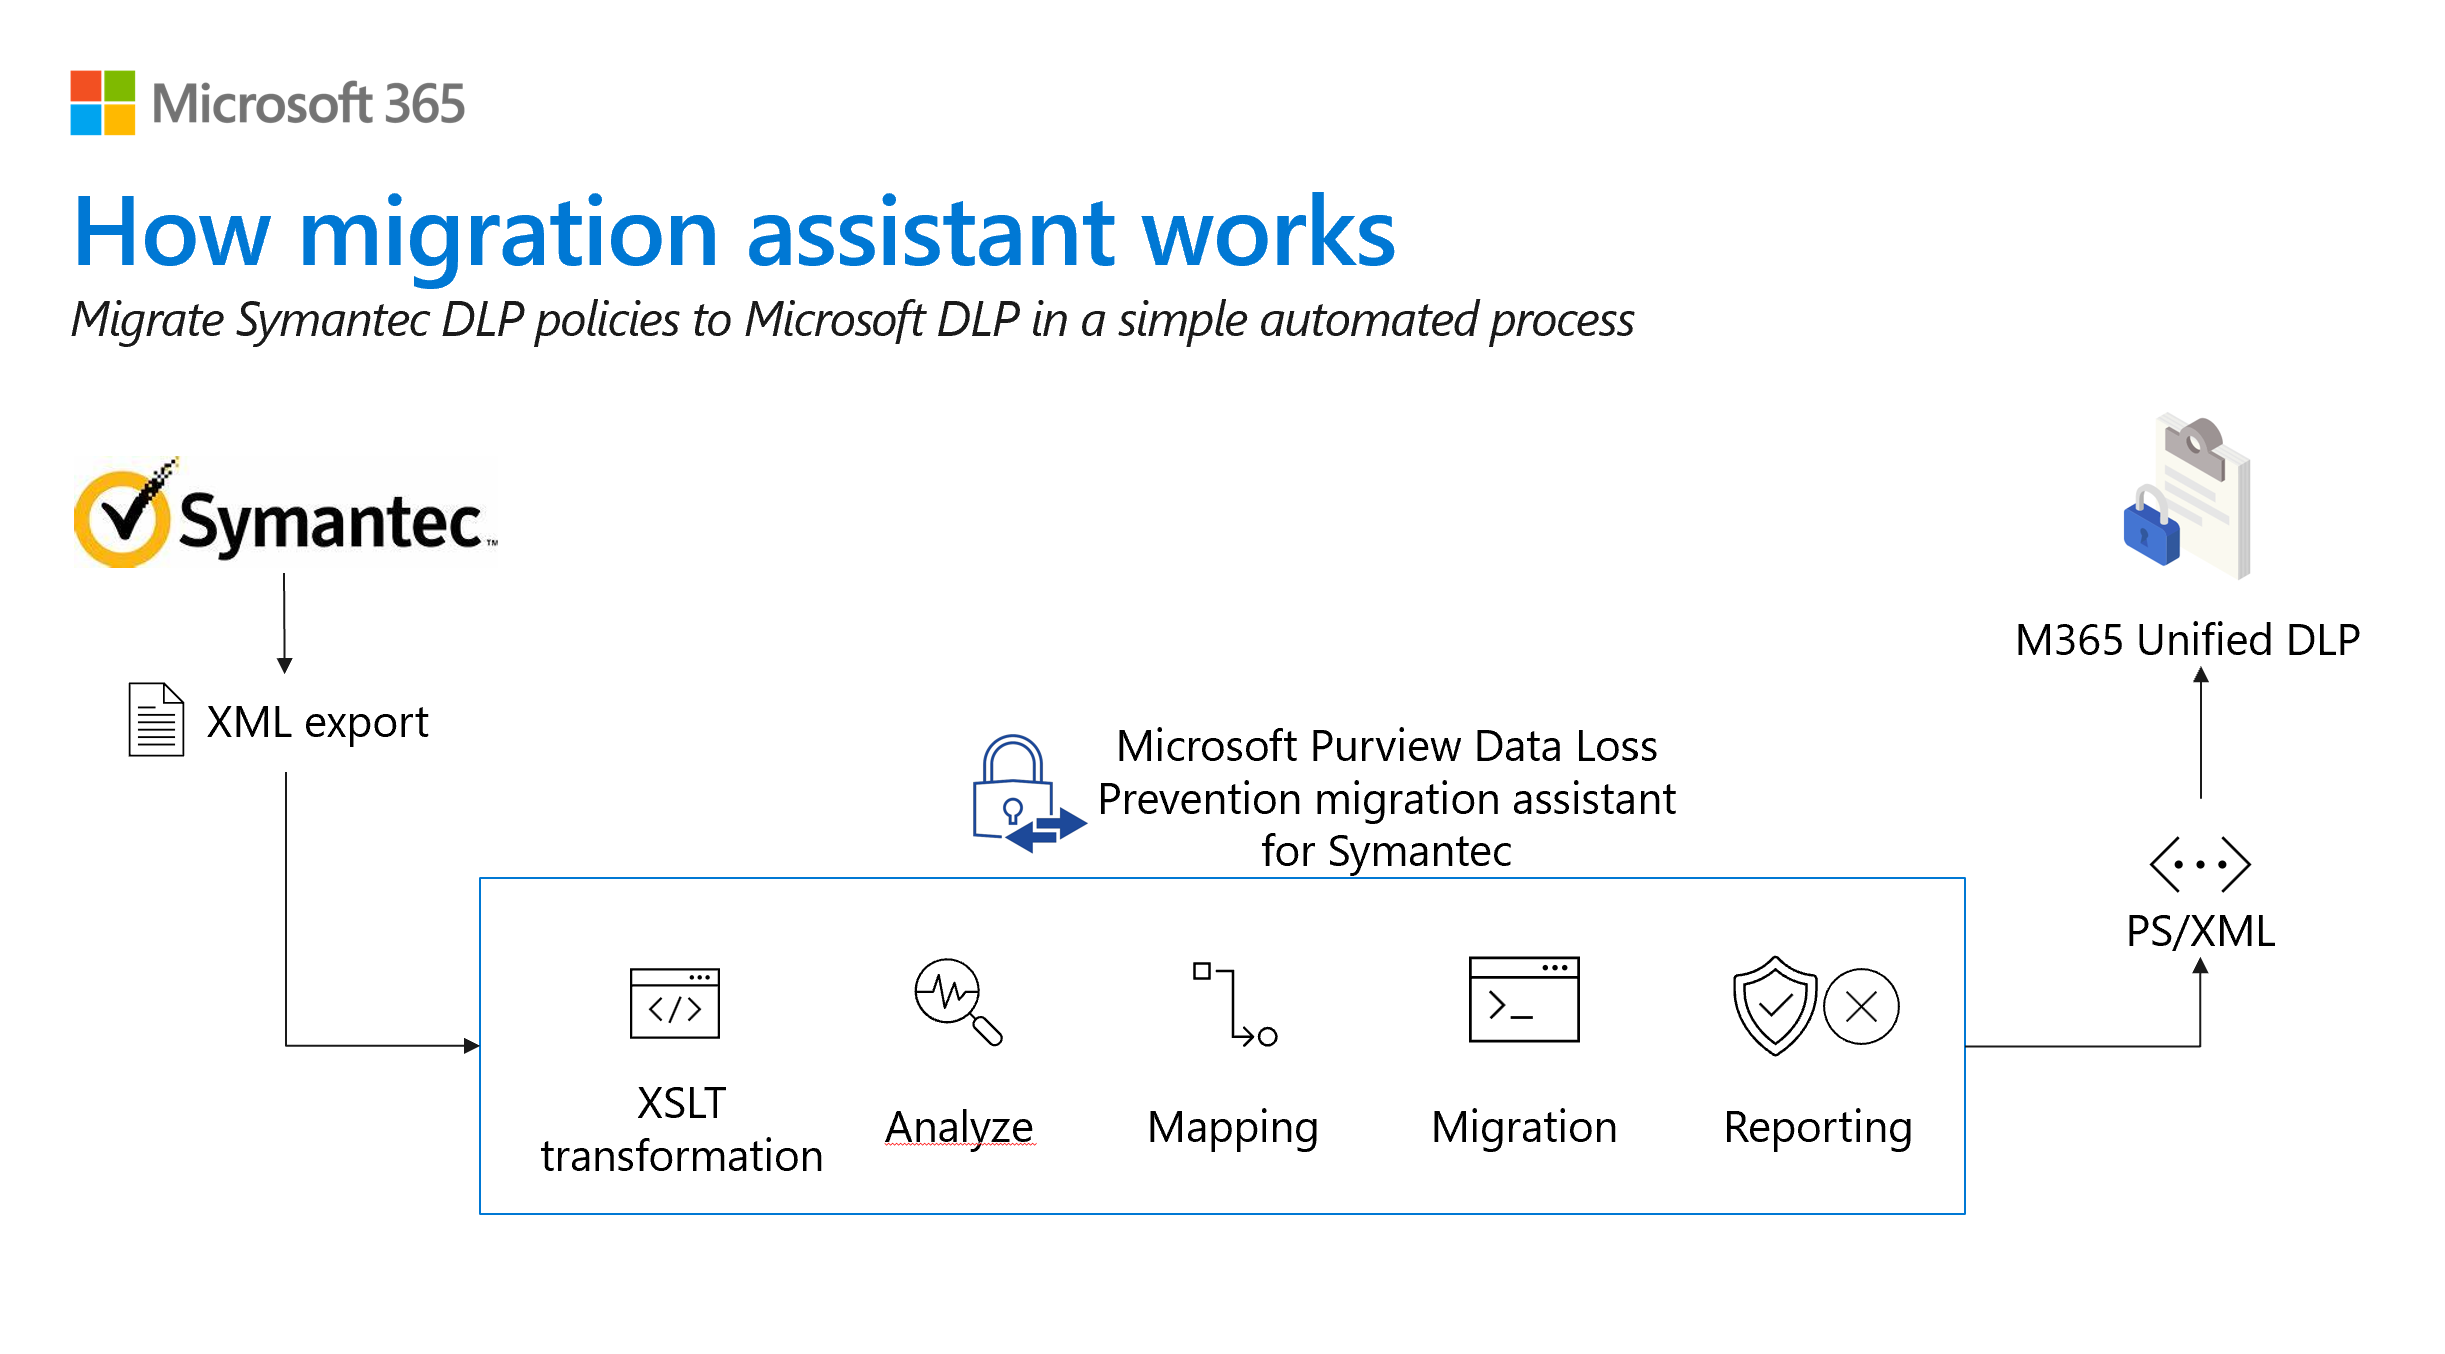 Microsoft 365
How migration assistant works
Migrate Symantec DLP policies to Microsoft DLP in a simple automated process
Symantec™
XML export
M365 Unified DLP
Microsoft Purview Data Loss
Prevention migration assistant
for Symantec
PS/XML
XSLT
transformation
Analyze
Mapping
Migration
Reporting